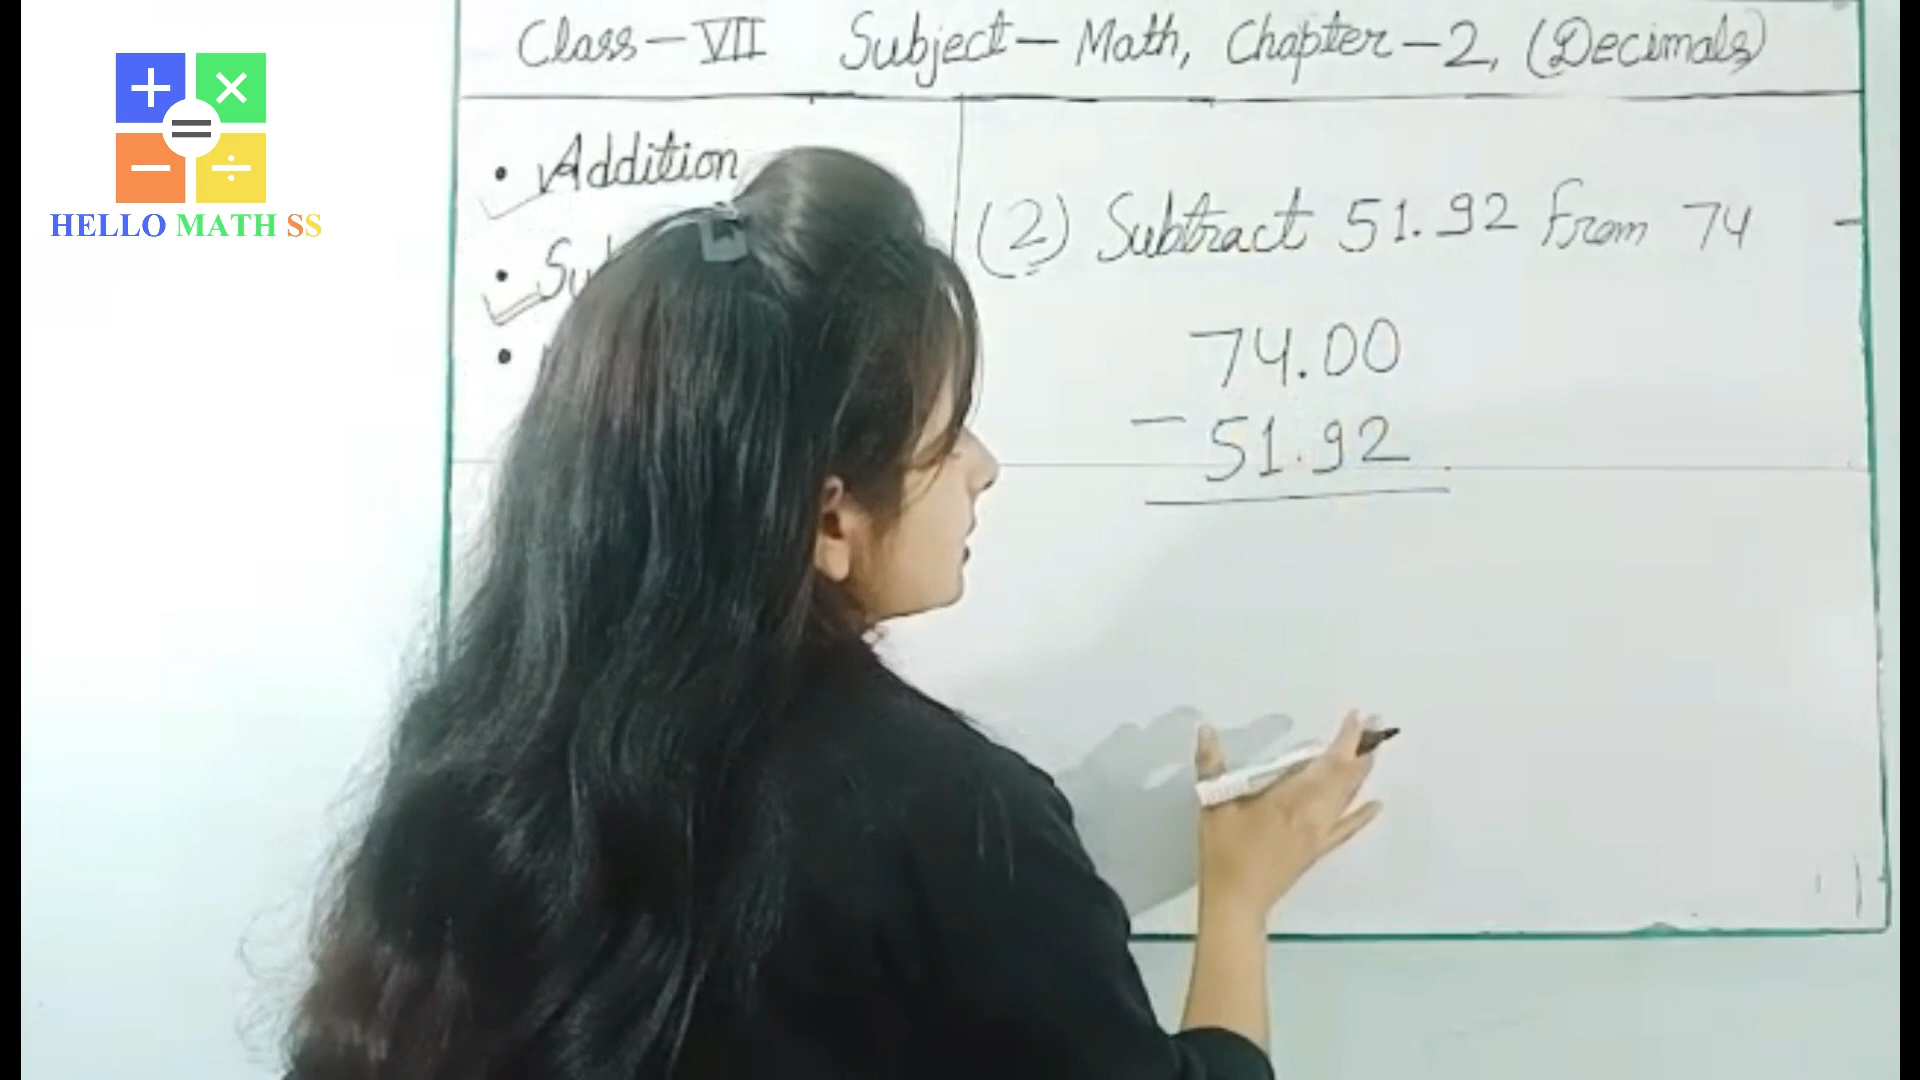 Class-VII Subject- Math, Chapter-2, (Decimals)
HELLO MATH SS
• Addition
• Su
(2) Subtract 51.92 from 74 -
74.00
- 51.92